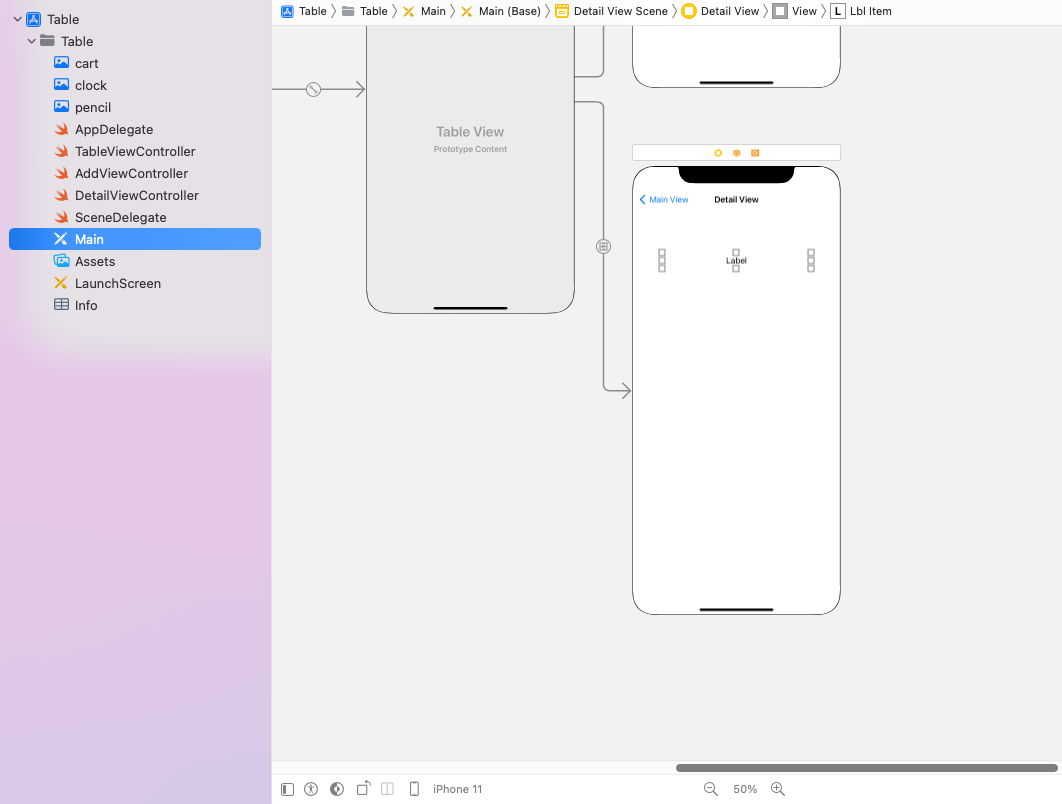 Table
Table
cart
clock
pencil
AppDelegate
TableViewController
AddViewController
DetailViewController
SceneDelegate
Main
Assets
LaunchScreen
Info
Table Table Main Main (Base) Detail View Scene Detail View View L Lbl Item
Table View
Prototype Content
Main View Detail View
Label
iPhone 11 50%